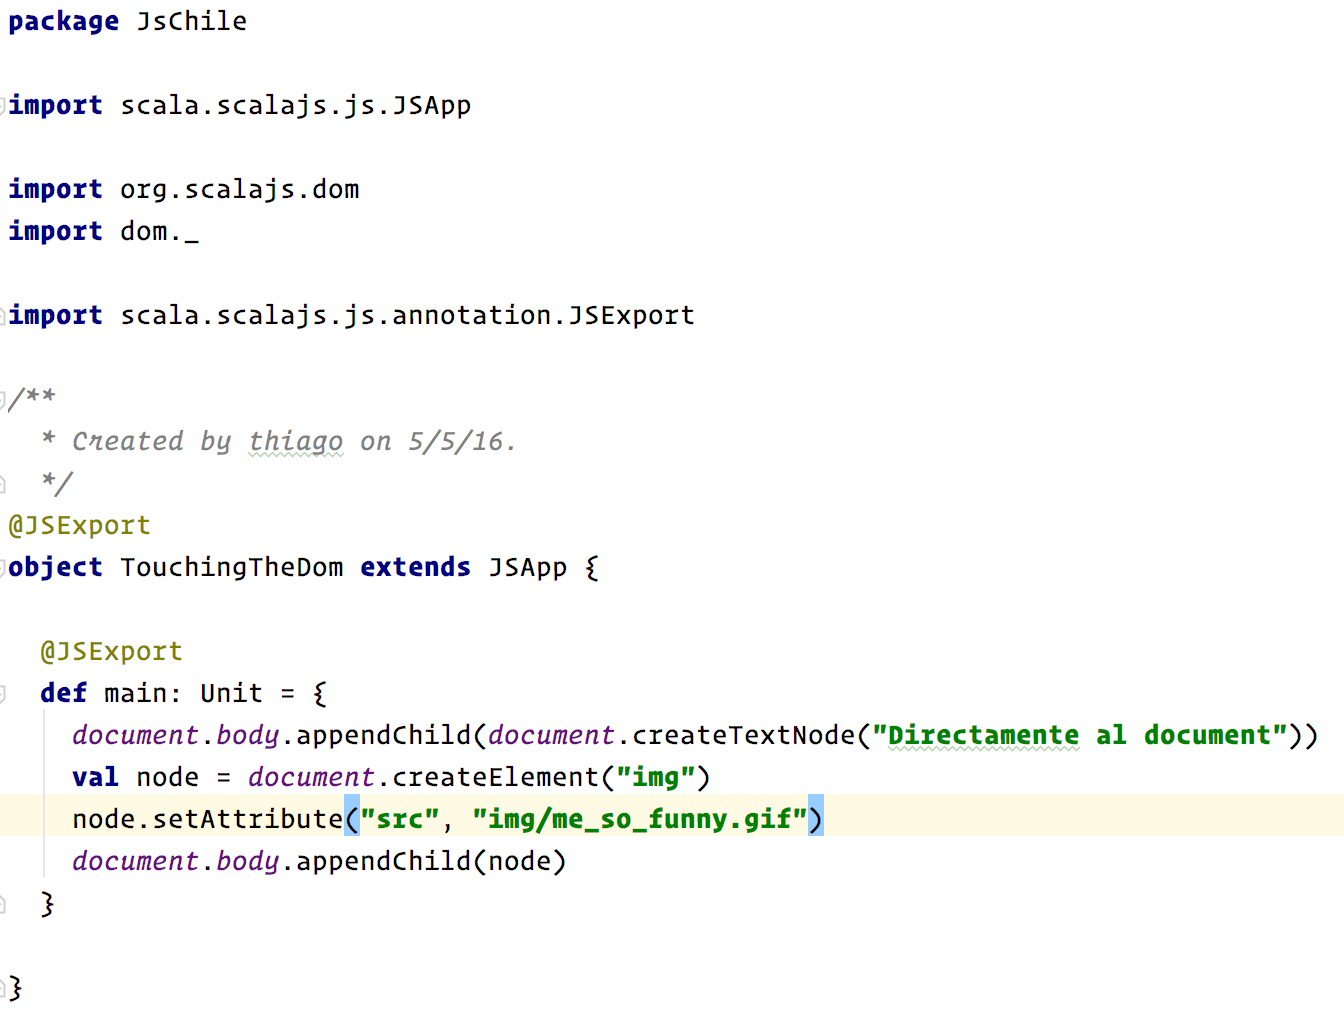 package JsChile
import scala.scalajs.js.JSApp
import org.scalajs.dom
import dom._
import scala.scalajs.js.annotation.JSExport
/**
  * Created by thiago on 5/5/16.
  */
@JSExport
object TouchingTheDom extends JSApp {
  @JSExport
  def main: Unit = {
    document.body.appendChild(document.createTextNode("Directamente al document"))
    val node = document.createElement("img")
    node.setAttribute("src", "img/me_so_funny.gif")
    document.body.appendChild(node)
  }
}